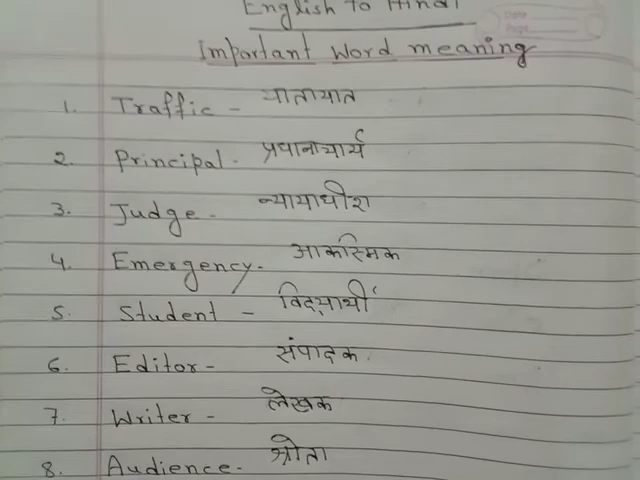 English to Hindi
Important Word meaning
1. Traffic - यातायात
2. Principal - प्रधानाचार्य
3. Judge - न्यायाधीश
4. Emergency - आकस्मिक
5. Student - विद्यार्थी
6. Editor - संपादक
7. Writer - लेखक
8. Audience - श्रोता